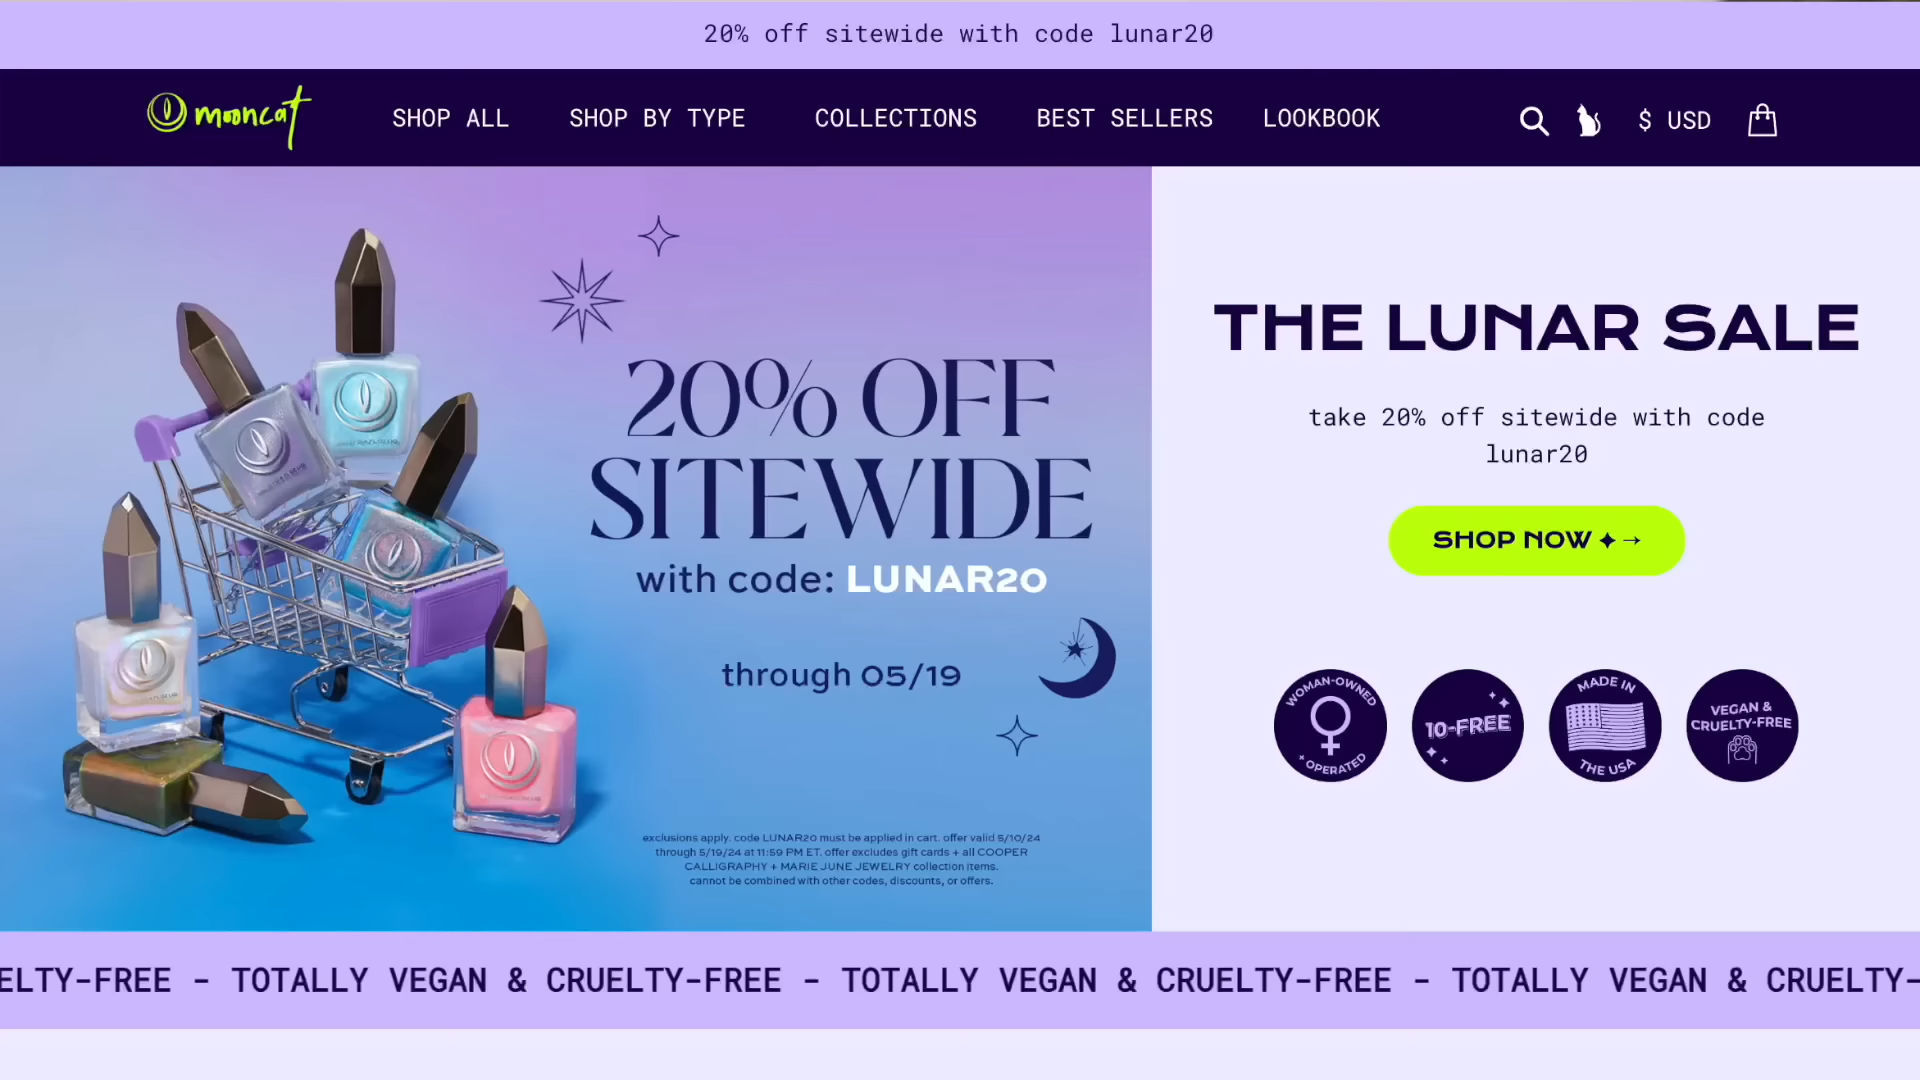 20% off sitewide with code lunar20
mooncat
SHOP ALL
SHOP BY TYPE
COLLECTIONS
BEST SELLERS
LOOKBOOK
$ USD
20% OFF
SITEWIDE
with code: LUNAR20
through 05/19
exclusions apply. code LUNAR20 must be applied in cart. offer valid 5/10/24
through 5/19/24 at 11:59 PM ET. offer excludes gift cards + all COOPER
CALLIGRAPHY + MARIE JUNE JEWELRY collection items.
cannot be combined with other codes, discounts, or offers.
THE LUNAR SALE
take 20% off sitewide with code
lunar20
SHOP NOW ✦ →
WOMAN-OWNED
+ OPERATED
10-FREE
MADE IN
THE USA
VEGAN &
CRUELTY-FREE
ELTY-FREE - TOTALLY VEGAN & CRUELTY-FREE - TOTALLY VEGAN & CRUELTY-FREE - TOTALLY VEGAN & CRUELTY-